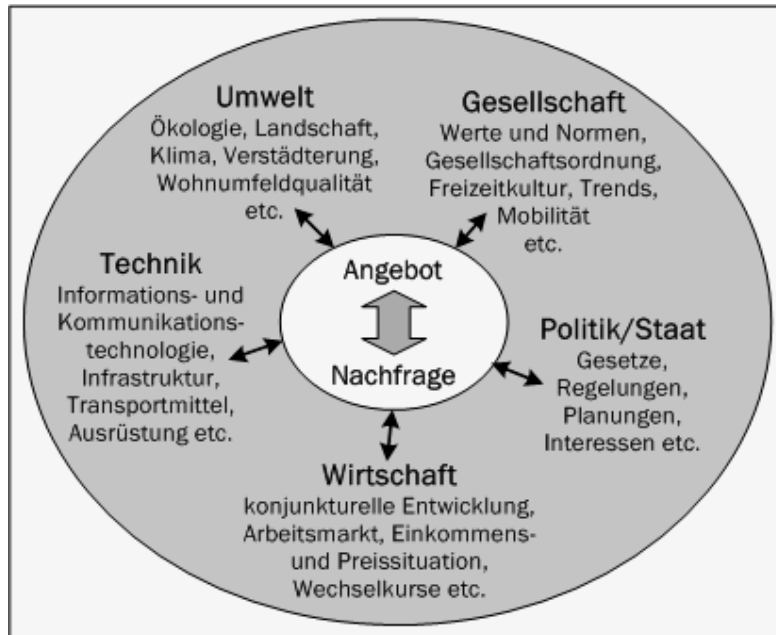 Umwelt
Ökologie, Landschaft,
Klima, Verstädterung,
Wohnumfeldqualität
etc.
Gesellschaft
Werte und Normen,
Gesellschaftsordnung,
Freizeitkultur, Trends,
Mobilität
etc.
Technik
Informations- und
Kommunikations-
technologie,
Infrastruktur,
Transportmittel,
Ausrüstung etc.
Angebot
Nachfrage
Politik/Staat
Gesetze,
Regelungen,
Planungen,
Interessen etc.
Wirtschaft
konjunkturelle Entwicklung,
Arbeitsmarkt, Einkommens-
und Preissituation,
Wechselkurse etc.